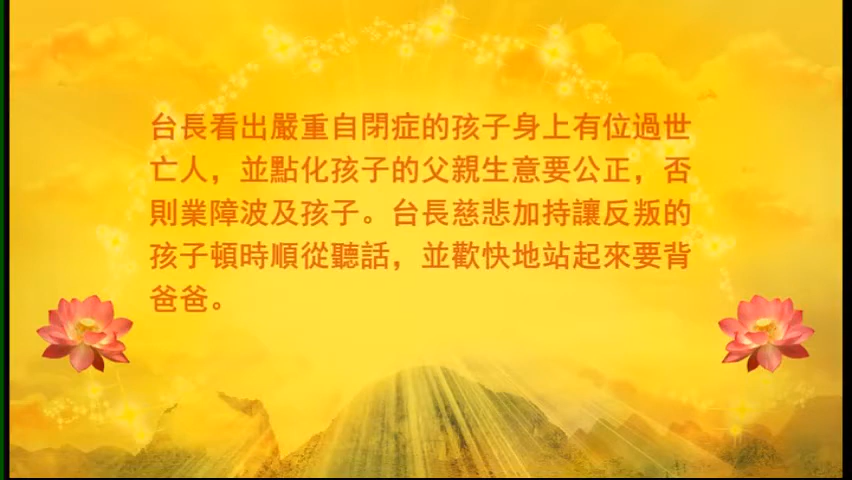 台長看出嚴重自閉症的孩子身上有位過世
亡人，並點化孩子的父親生意要公正，否
則業障波及孩子。台長慈悲加持讓反叛的
孩子頓時順從聽話，並歡快地站起來要背
爸爸。